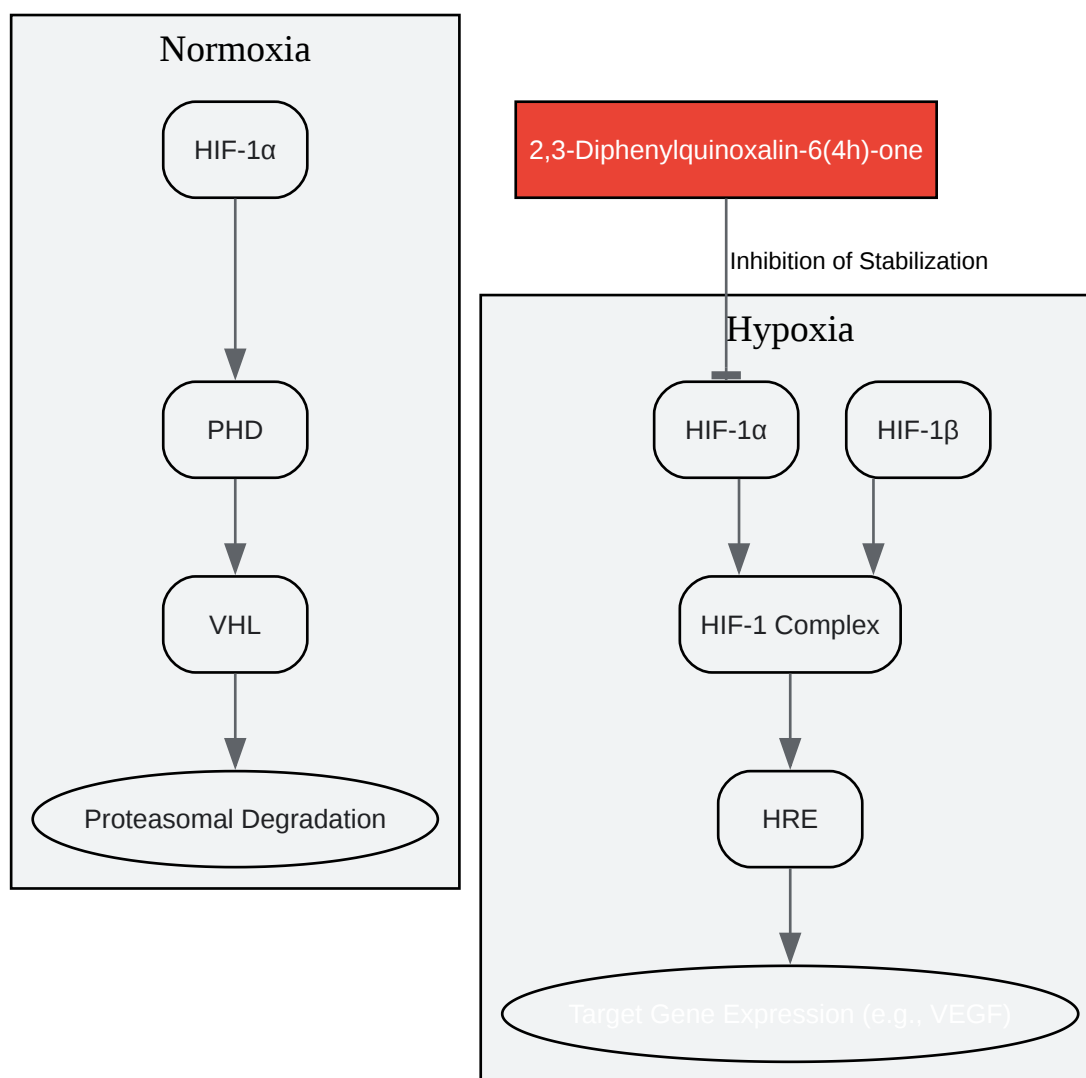 Normoxia
HIF-1α
PHD
VHL
Proteasomal Degradation
2,3-Diphenylquinoxalin-6(4h)-one
Inhibition of Stabilization
Hypoxia
HIF-1α
HIF-1β
HIF-1 Complex
HRE
Target Gene Expression (e.g., VEGF)